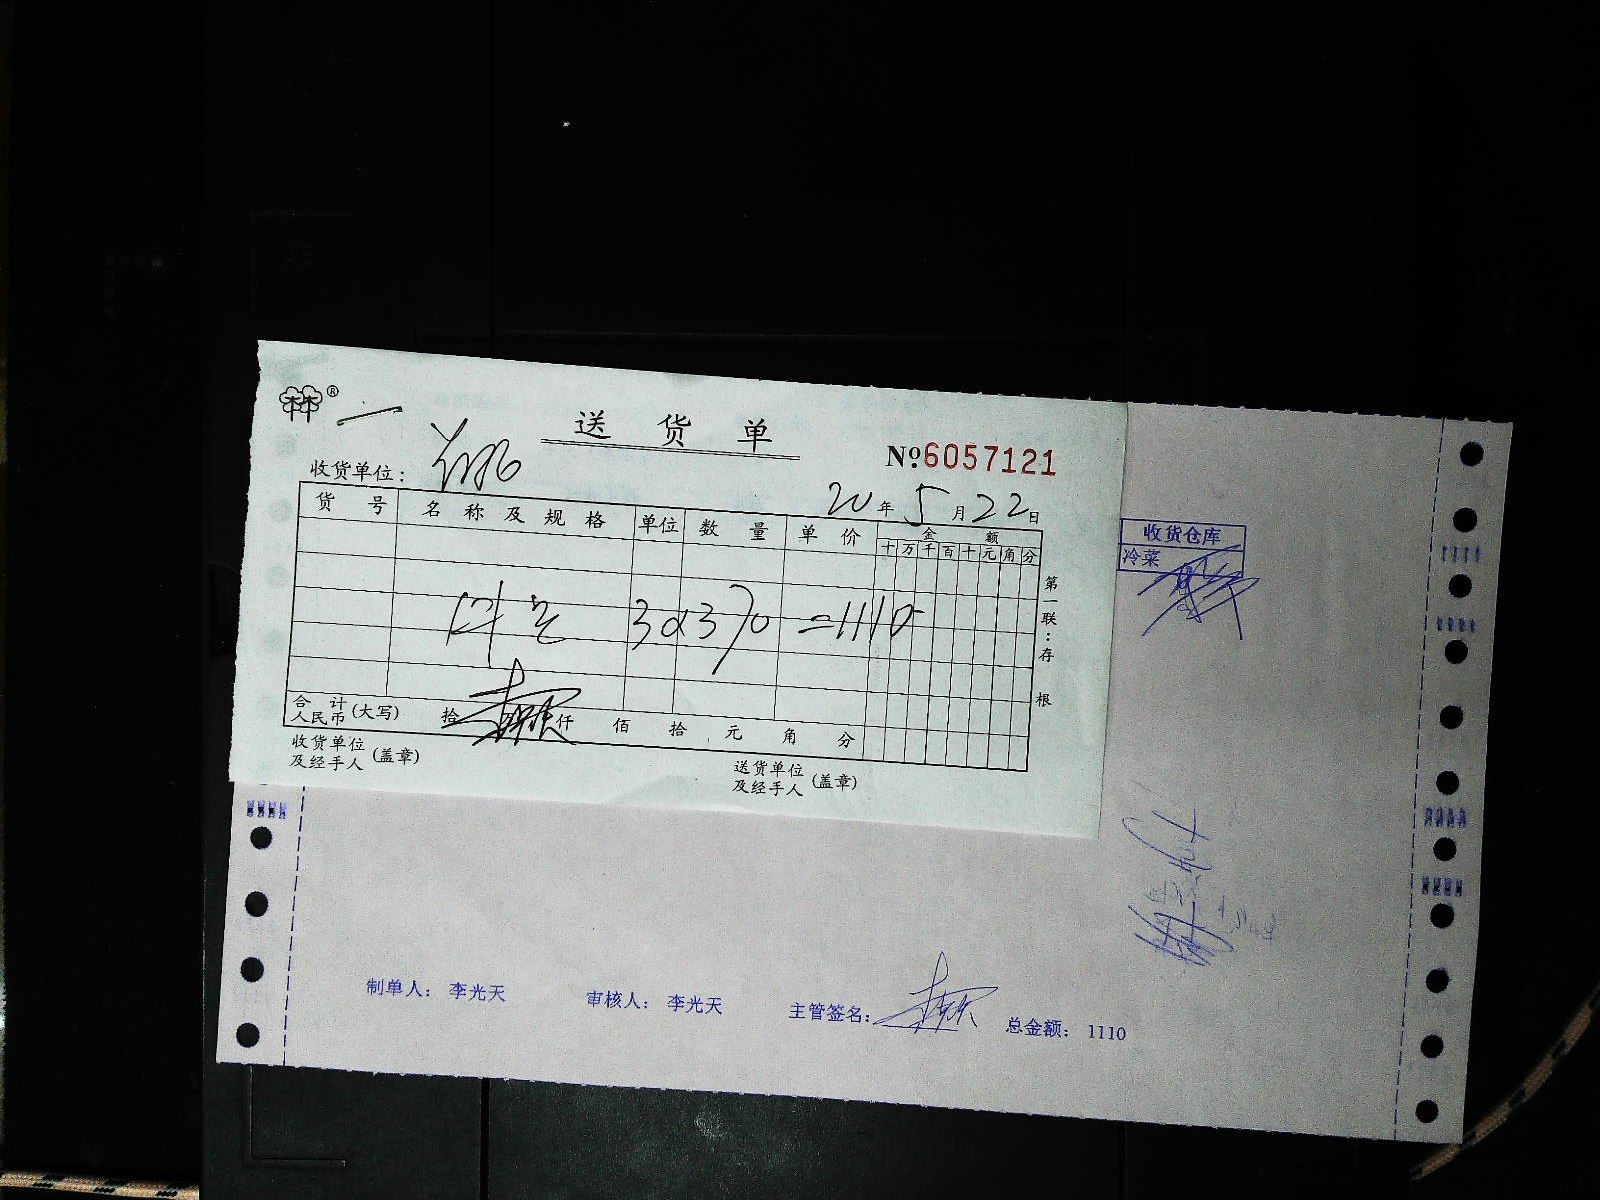 ®
送货单
№6057121
收货单位：
20年5月22日
货号 名称及规格 单位 数量 单价 金额
十万千百十元角分
3 370 =1110
合计人民币(大写) 拾 仟 佰 拾 元 角 分
收货单位及经手人(盖章)
送货单位及经手人(盖章)
第一联：存根
收货仓库
冷菜
制单人： 李光天 审核人： 李光天 主管签名： 总金额： 1110